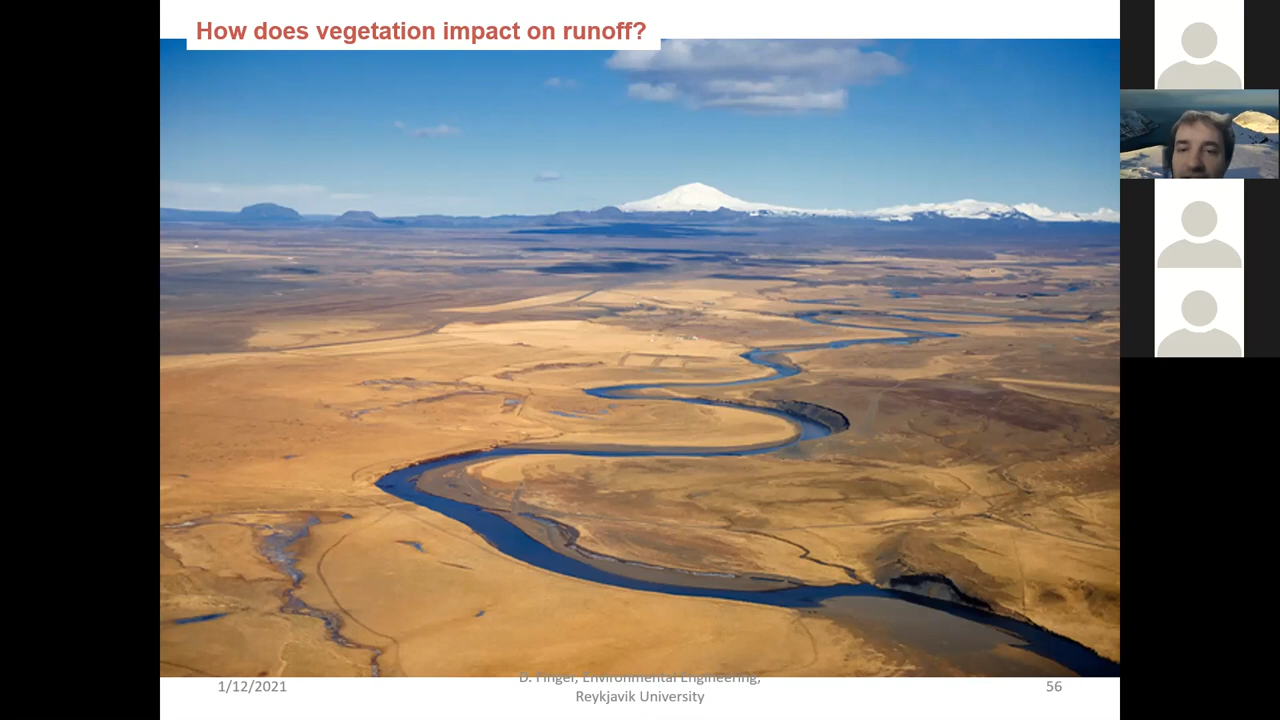 How does vegetation impact on runoff?
1/12/2021
D. Finger, Environmental Engineering,
Reykjavik University
56